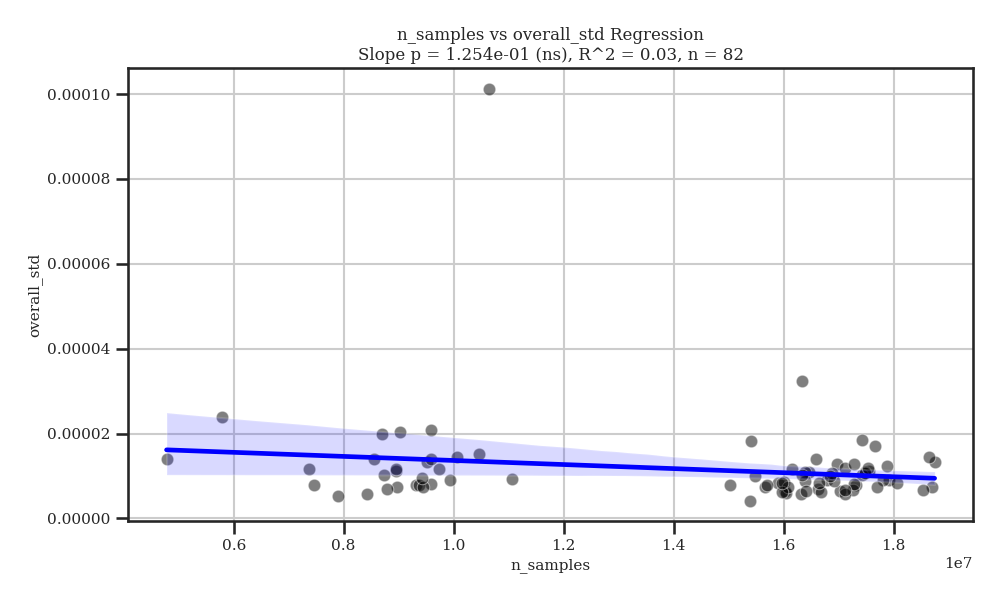 n_samples vs overall_std Regression
Slope p = 1.254e-01 (ns), R^2 = 0.03, n = 82
0.00010
0.00008
0.00006
0.00004
0.00002
0.00000
overall_std
0.6
0.8
1.0
1.2
1.4
1.6
1.8
1e7
n_samples